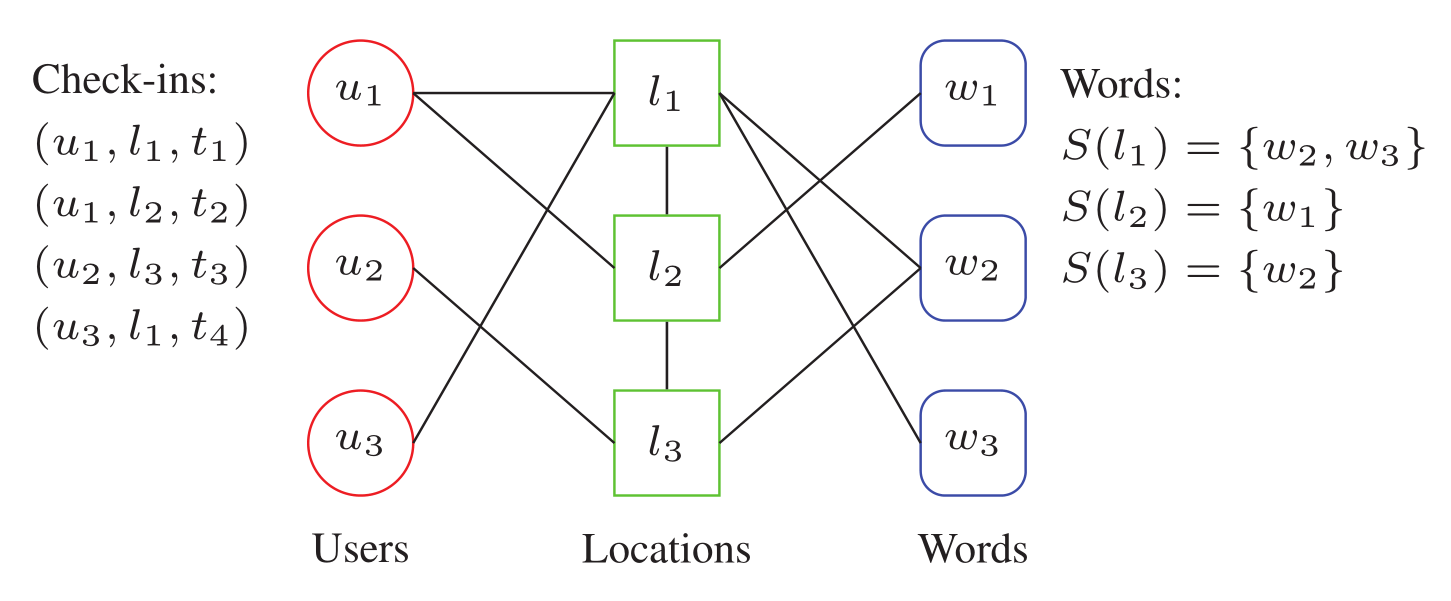 Check-ins:
(u₁, l₁, t₁)
(u₁, l₂, t₂)
(u₂, l₃, t₃)
(u₃, l₁, t₄)
u₁
u₂
u₃
Users
l₁
l₂
l₃
Locations
w₁
w₂
w₃
Words
Words:
S(l₁) = {w₂, w₃}
S(l₂) = {w₁}
S(l₃) = {w₂}